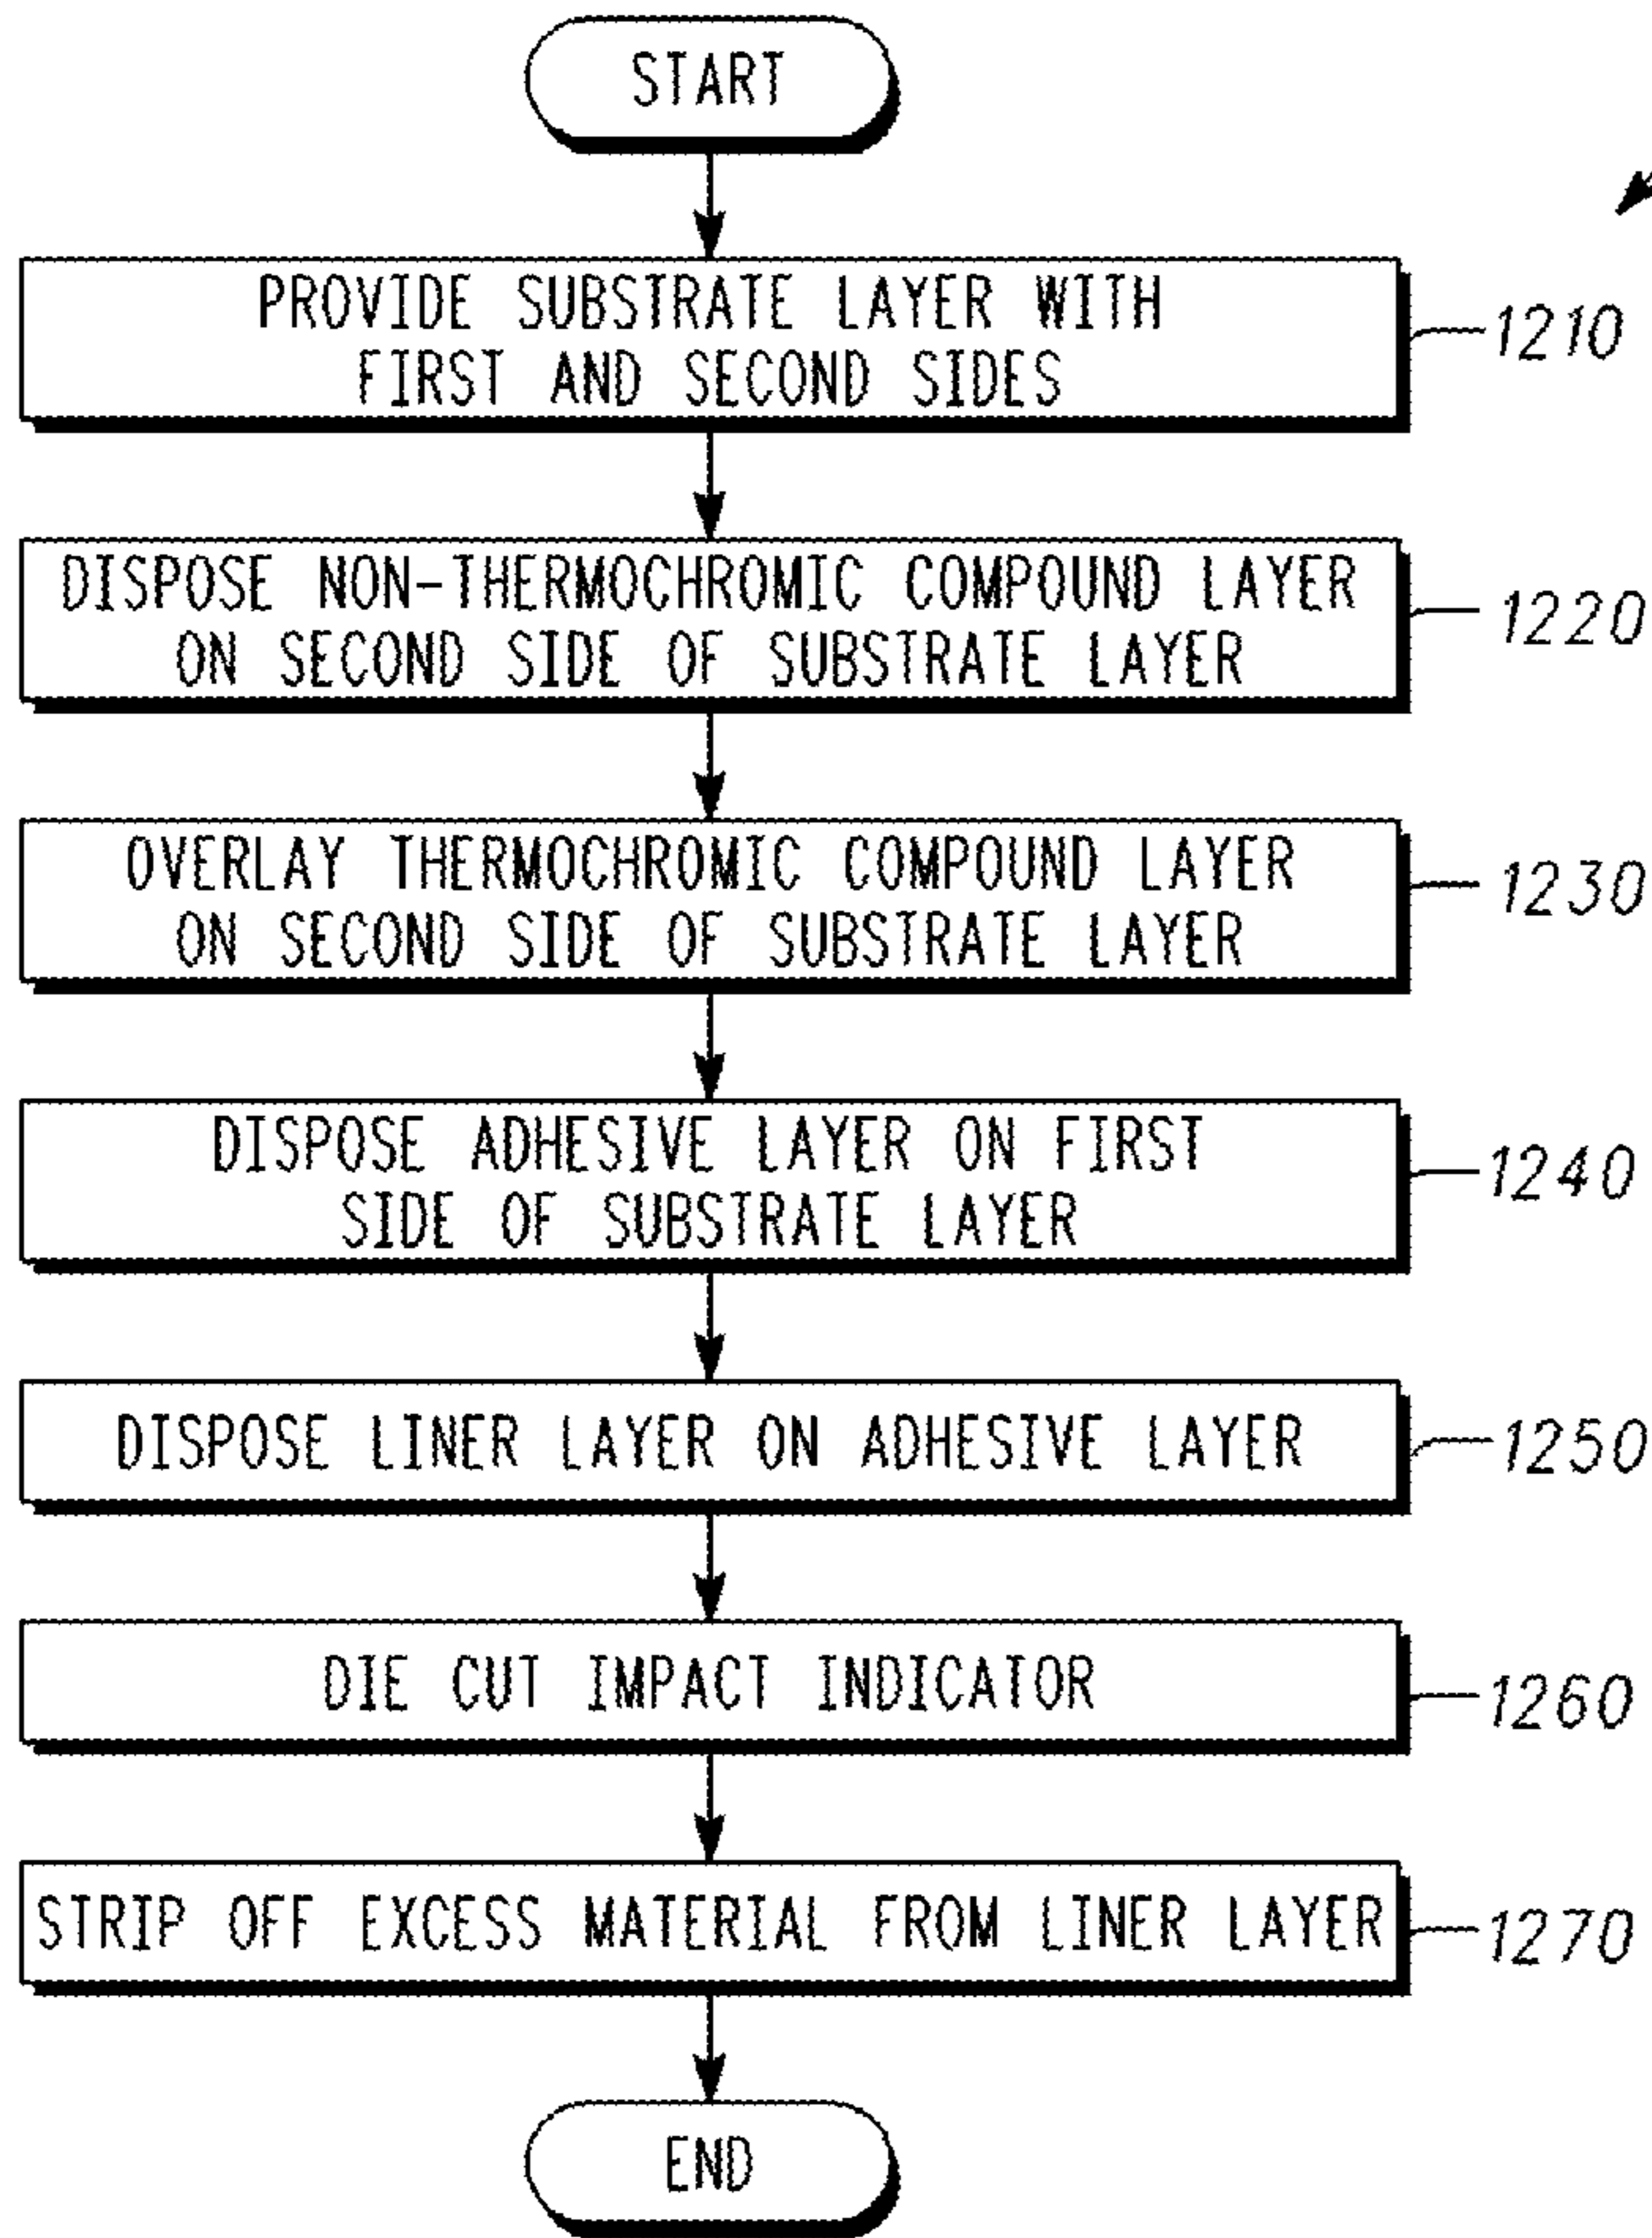 START
PROVIDE SUBSTRATE LAYER WITH
FIRST AND SECOND SIDES
1210
DISPOSE NON-THERMOCHROMIC COMPOUND LAYER
ON SECOND SIDE OF SUBSTRATE LAYER
1220
OVERLAY THERMOCHROMIC COMPOUND LAYER
ON SECOND SIDE OF SUBSTRATE LAYER
1230
DISPOSE ADHESIVE LAYER ON FIRST
SIDE OF SUBSTRATE LAYER
1240
DISPOSE LINER LAYER ON ADHESIVE LAYER
1250
DIE CUT IMPACT INDICATOR
1260
STRIP OFF EXCESS MATERIAL FROM LINER LAYER
1270
END